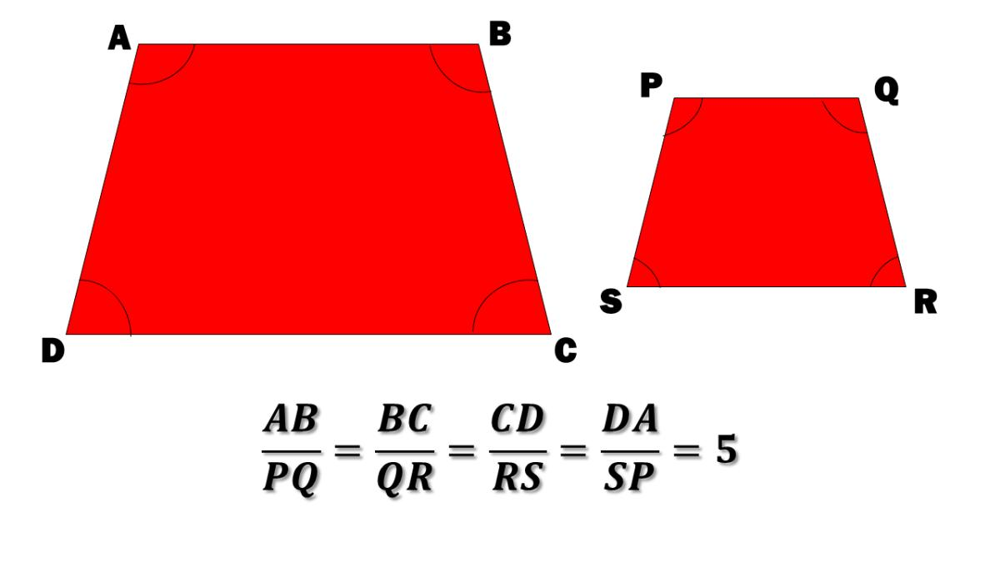 A B
P Q
S R
D C
AB/PQ = BC/QR = CD/RS = DA/SP = 5